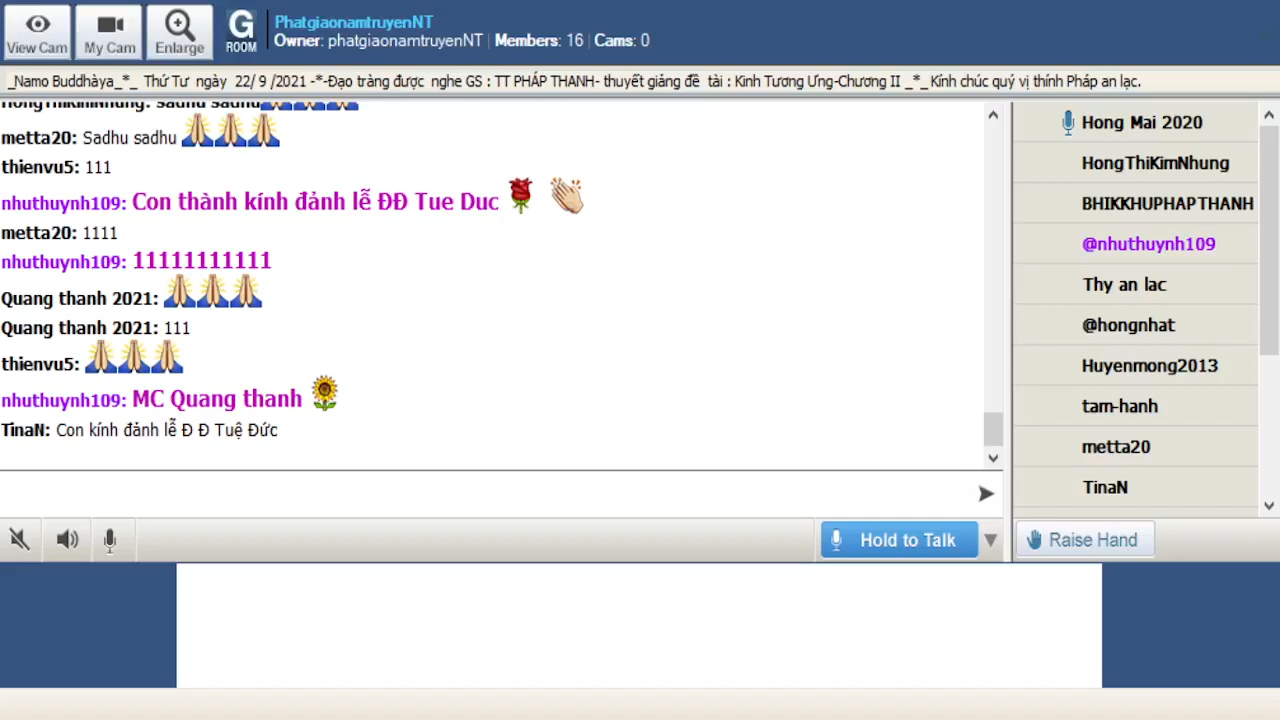 View Cam
My Cam
Enlarge
G
ROOM
PhatgiaonamtruyenNT
Owner: phatgiaonamtruyenNT | Members: 16 | Cams: 0
_Namo Buddhàya_*_ Thứ Tư ngày 22/ 9 /2021 -*-Đạo tràng được nghe GS : TT PHÁP THANH- thuyết giảng đề tài : Kinh Tương Ưng-Chương II _*_Kính chúc quý vị thính Pháp an lạc.
HongThiKimNhung: sadhu sadhu
metta20: Sadhu sadhu
thienvu5: 111
nhuthuynh109: Con thành kính đảnh lễ ĐĐ Tue Duc
metta20: 1111
nhuthuynh109: 11111111111
Quang thanh 2021:
Quang thanh 2021: 111
thienvu5:
nhuthuynh109: MC Quang thanh
TinaN: Con kính đảnh lễ Đ Đ Tuệ Đức
Hong Mai 2020
HongThiKimNhung
BHIKKHUPHAPTHANH
@nhuthuynh109
Thy an lac
@hongnhat
Huyenmong2013
tam-hanh
metta20
TinaN
Hold to Talk
Raise Hand